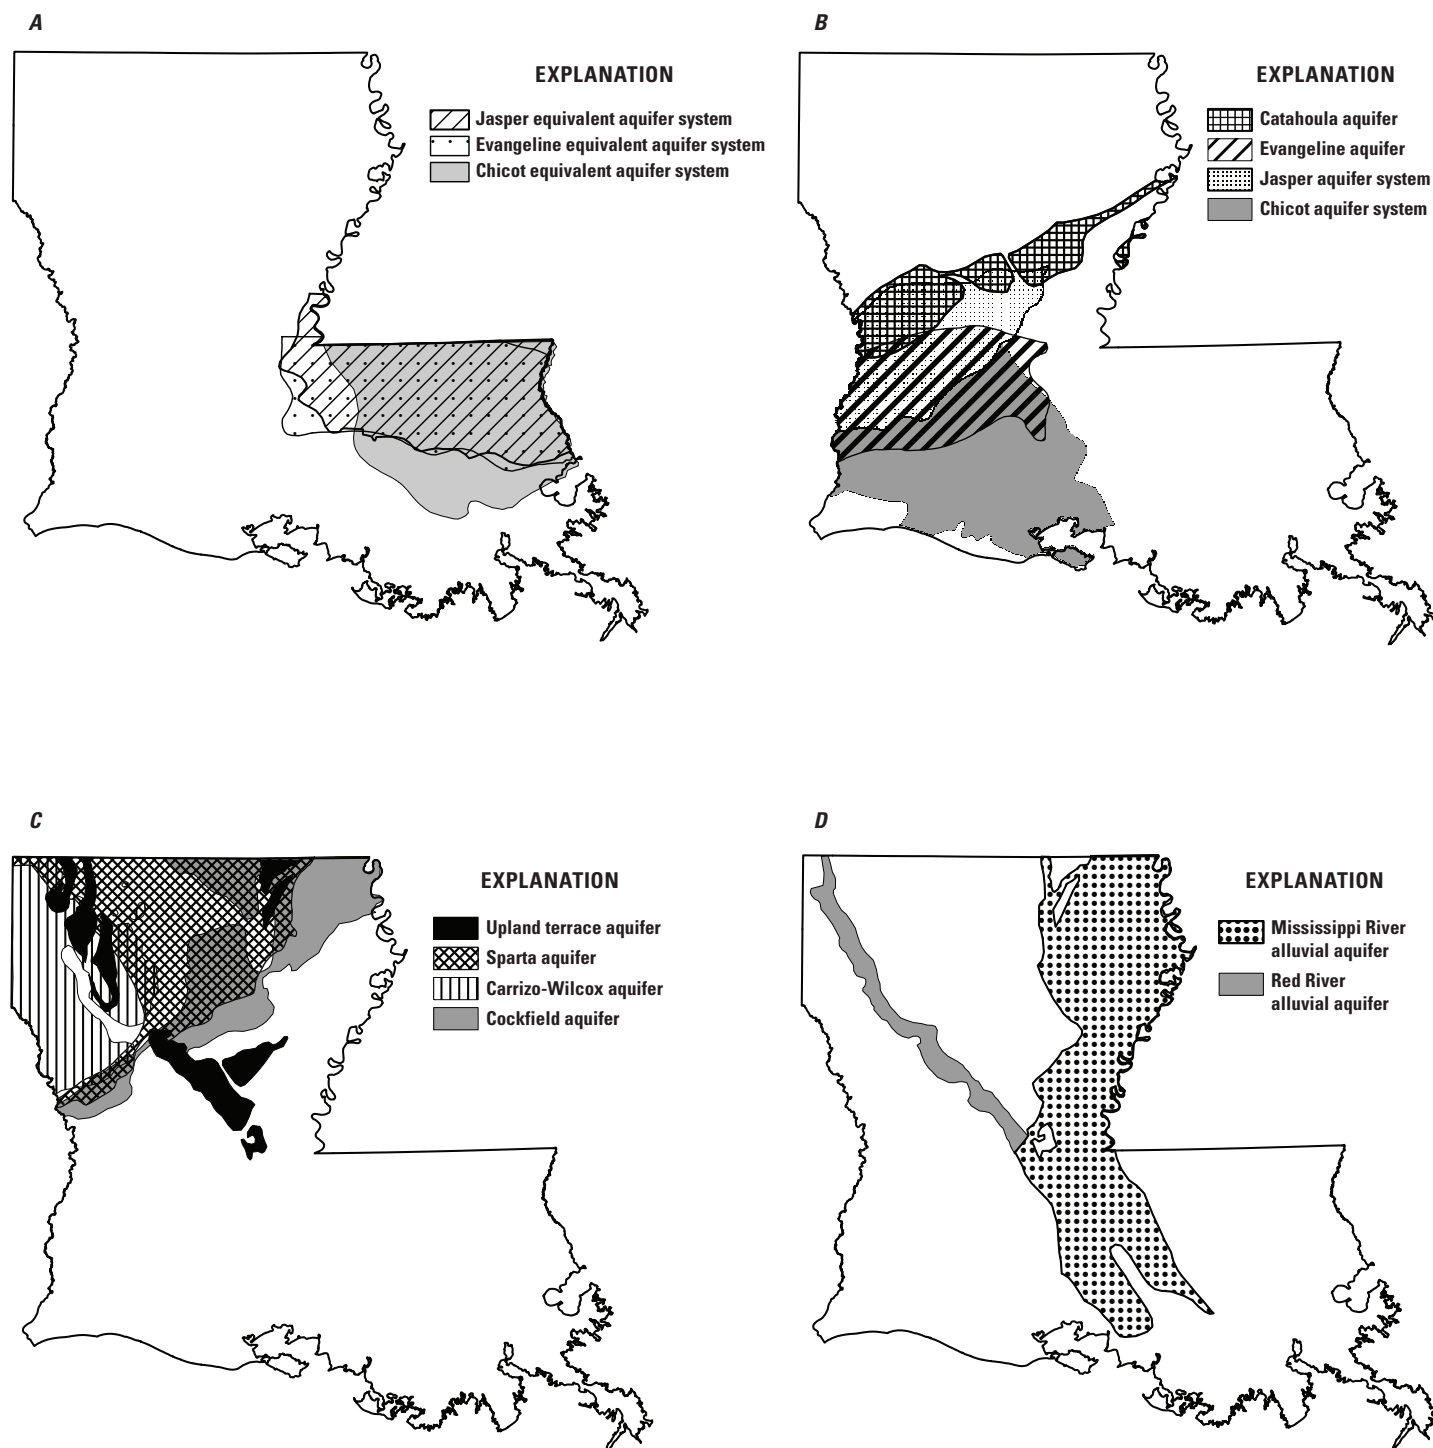 A
EXPLANATION
Jasper equivalent aquifer system
Evangeline equivalent aquifer system
Chicot equivalent aquifer system
B
EXPLANATION
Catahoula aquifer
Evangeline aquifer
Jasper aquifer system
Chicot aquifer system
C
EXPLANATION
Upland terrace aquifer
Sparta aquifer
Carrizo-Wilcox aquifer
Cockfield aquifer
D
EXPLANATION
Mississippi River
alluvial aquifer
Red River
alluvial aquifer